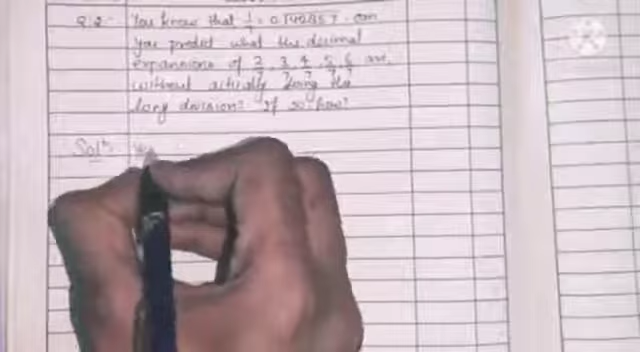 Q.2. You know that 1/7 = 0.142857. Can
you predict what the decimal
expansions of 2/7, 3/7, 4/7, 5/7, 6/7 are,
without actually doing the
long division? If so how?
Solⁿ